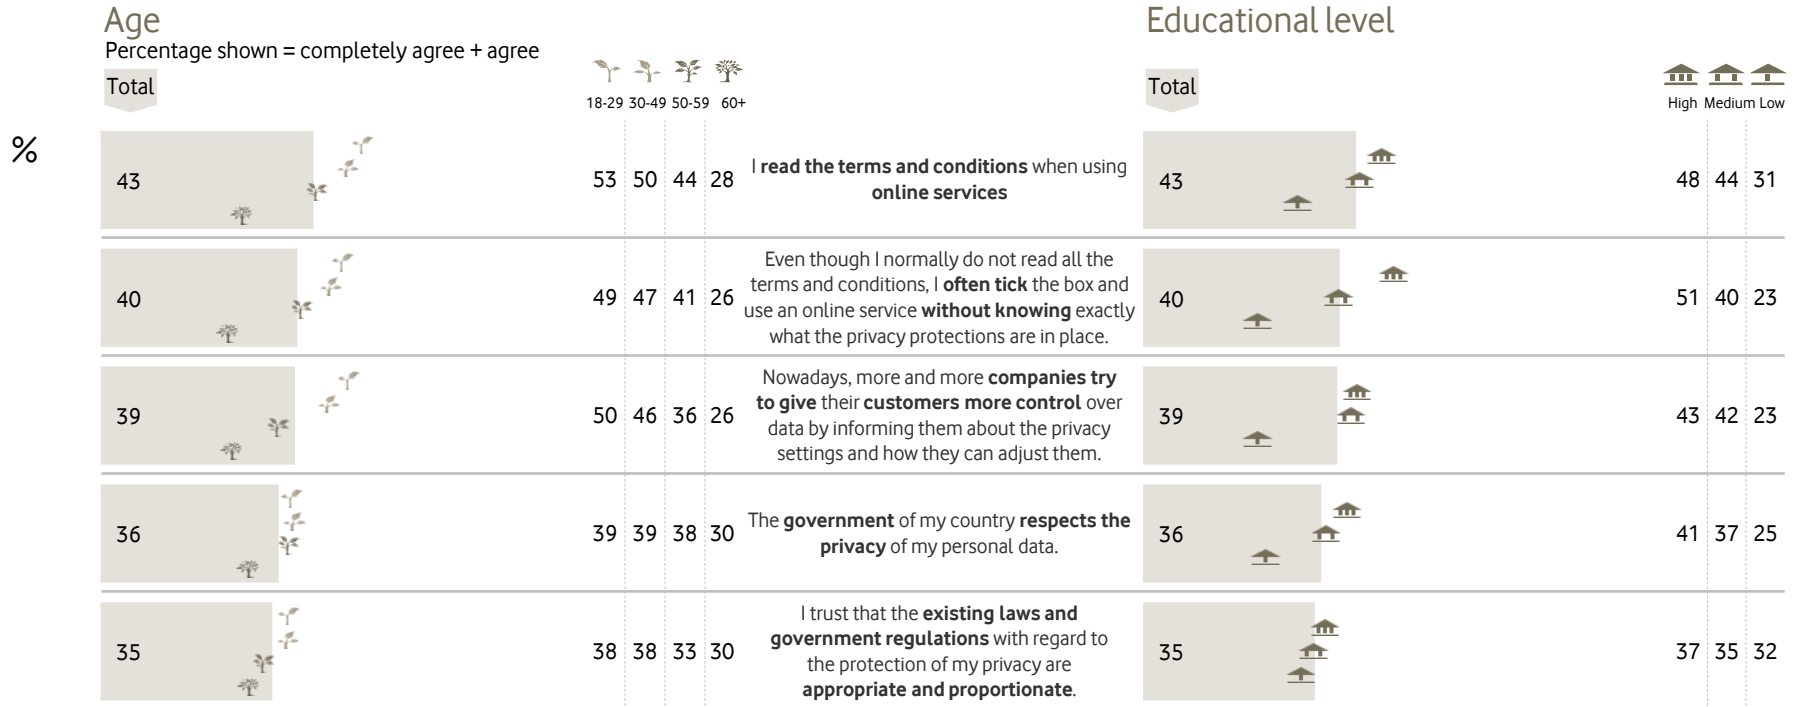 Age
Percentage shown = completely agree + agree
Total
18-29 30-49 50-59 60+
Educational level
Total
High Medium Low
%
43
53 50 44 28
I read the terms and conditions when using
online services
43
48 44 31
40
49 47 41 26
Even though I normally do not read all the
terms and conditions, I often tick the box and
use an online service without knowing exactly
what the privacy protections are in place.
40
51 40 23
39
50 46 36 26
Nowadays, more and more companies try
to give their customers more control over
data by informing them about the privacy
settings and how they can adjust them.
39
43 42 23
36
39 39 38 30
The government of my country respects the
privacy of my personal data.
36
41 37 25
35
38 38 33 30
I trust that the existing laws and
government regulations with regard to
the protection of my privacy are
appropriate and proportionate.
35
37 35 32